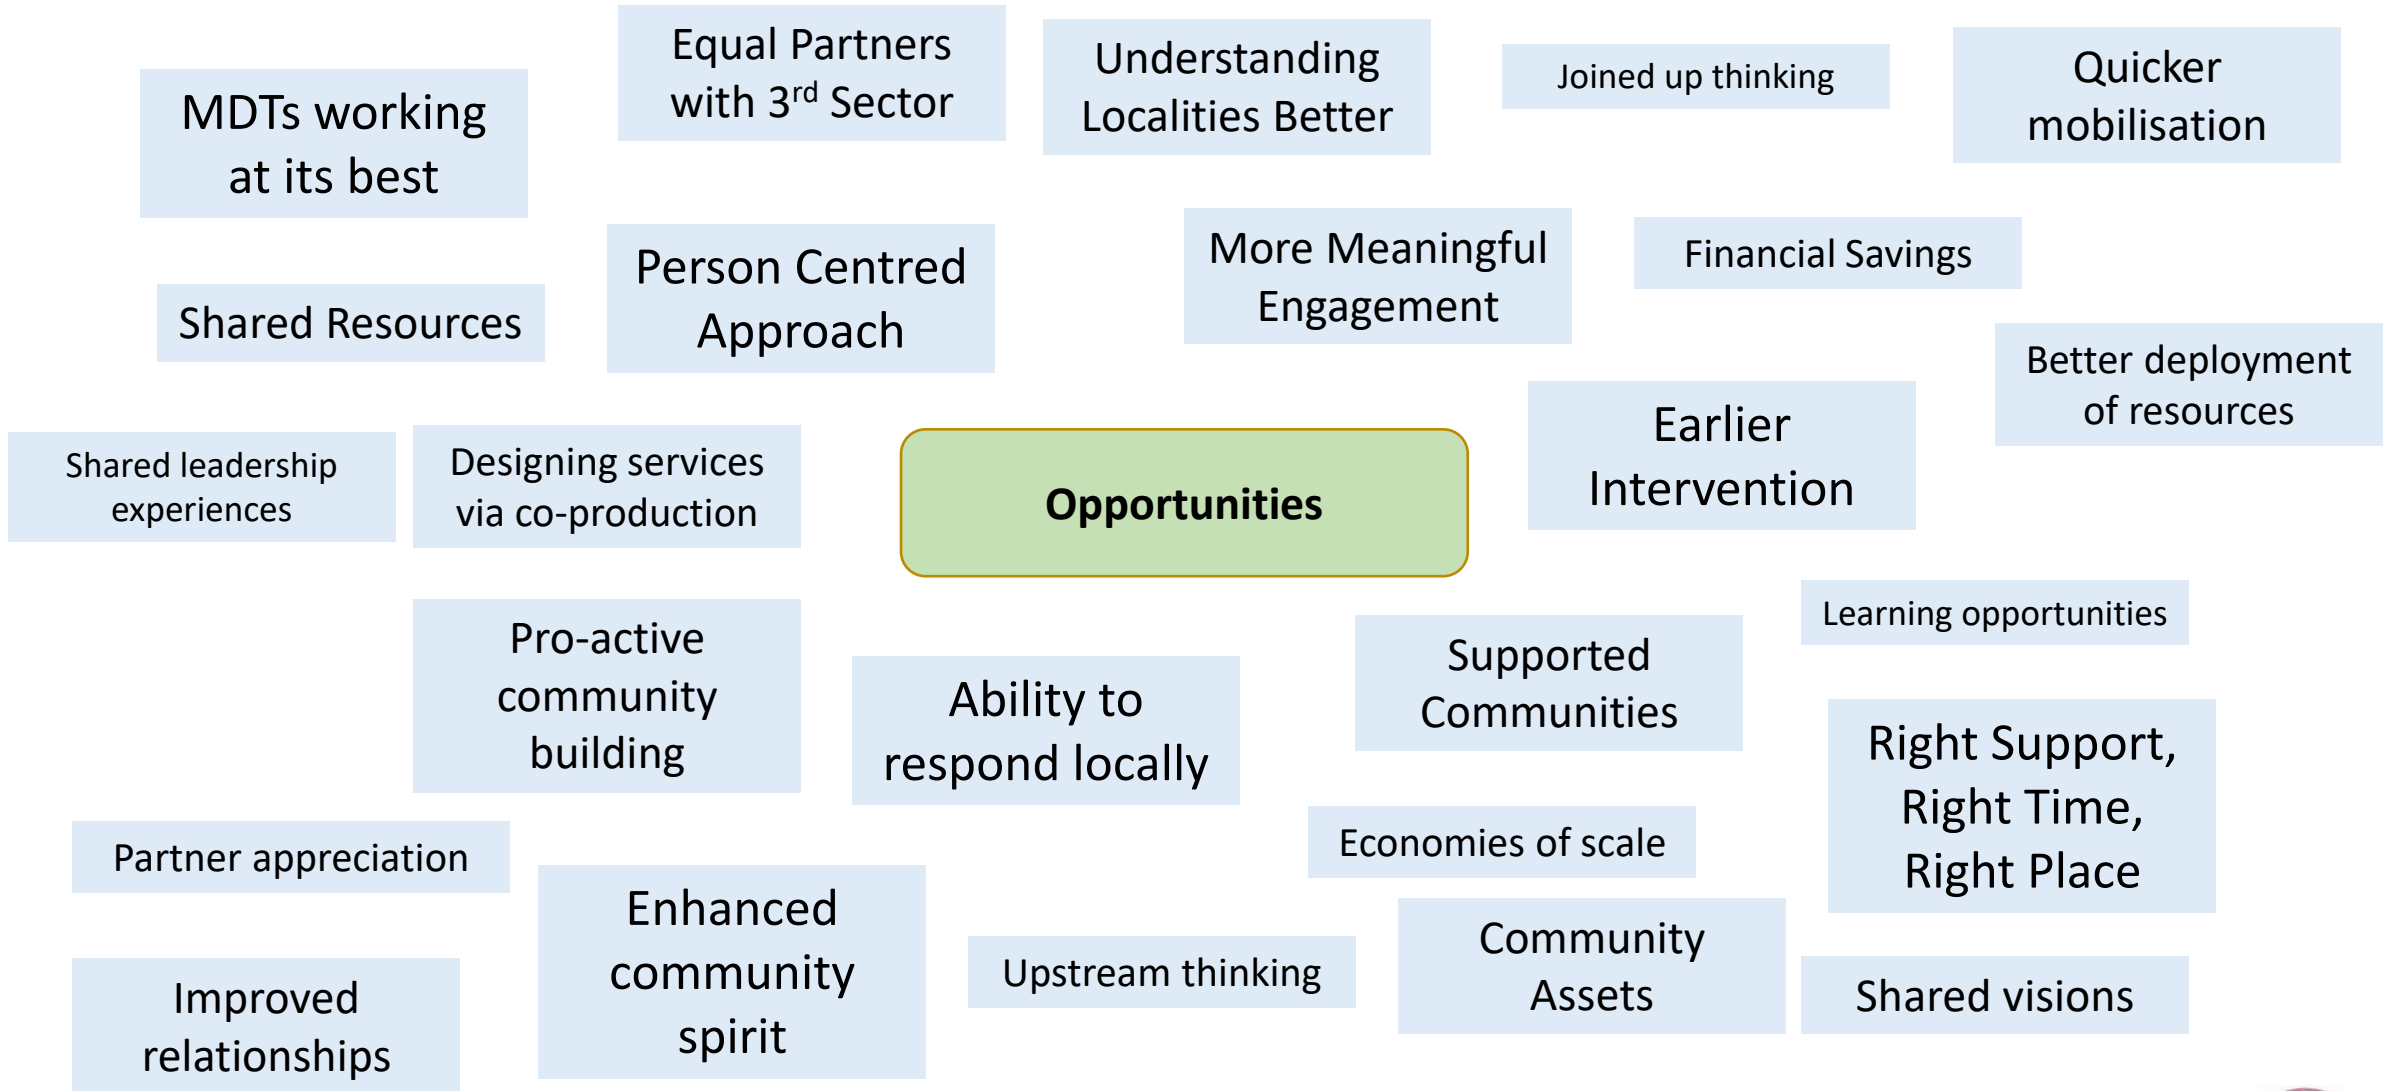 MDTs working
at its best
Equal Partners
with 3rd Sector
Understanding
Localities Better
Joined up thinking
Quicker
mobilisation
Shared Resources
Person Centred
Approach
More Meaningful
Engagement
Financial Savings
Better deployment
of resources
Shared leadership
experiences
Designing services
via co-production
Opportunities
Earlier
Intervention
Pro-active
community
building
Ability to
respond locally
Supported
Communities
Learning opportunities
Right Support,
Right Time,
Right Place
Partner appreciation
Enhanced
community
spirit
Economies of scale
Improved
relationships
Upstream thinking
Community
Assets
Shared visions